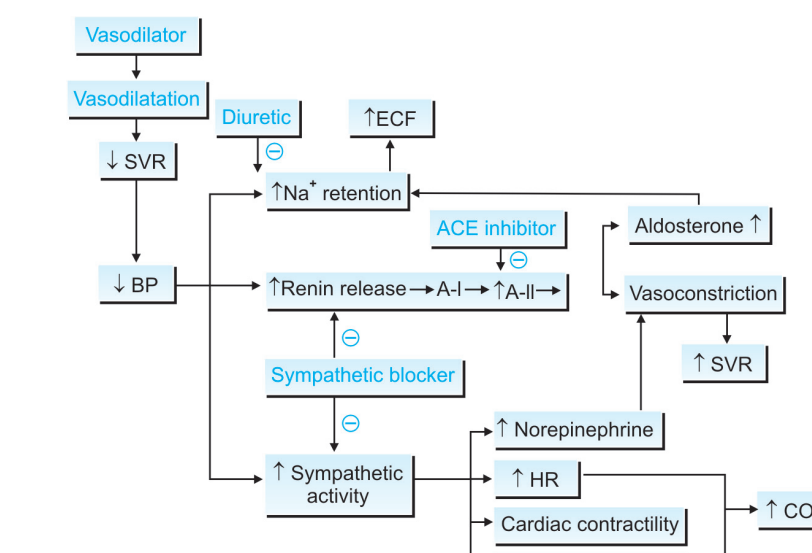 Vasodilator
Vasodilatation
Diuretic
↑ECF
⊖
↓ SVR
↑Na⁺ retention
ACE inhibitor
Aldosterone ↑
⊖
↓ BP
↑Renin release→A-I→↑A-II→
Vasoconstriction
⊖
↑ SVR
Sympathetic blocker
⊖
↑ Norepinephrine
↑ Sympathetic
activity
↑ HR
↑ CO
Cardiac contractility